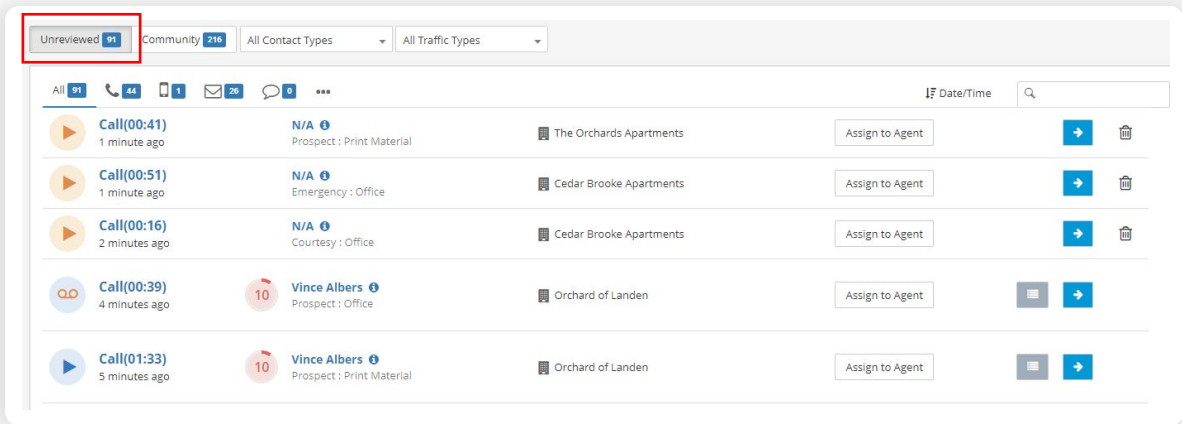 Unreviewed 91 Community 216 All Contact Types All Traffic Types
All 91 44 1 26 0 Date/Time
Call(00:41) N/A
1 minute ago Prospect : Print Material The Orchards Apartments Assign to Agent
Call(00:51) N/A
1 minute ago Emergency : Office Cedar Brooke Apartments Assign to Agent
Call(00:16) N/A
2 minutes ago Courtesy : Office Cedar Brooke Apartments Assign to Agent
Call(00:39) 10 Vince Albers
4 minutes ago Prospect : Office Orchard of Landen Assign to Agent
Call(01:33) 10 Vince Albers
5 minutes ago Prospect : Print Material Orchard of Landen Assign to Agent